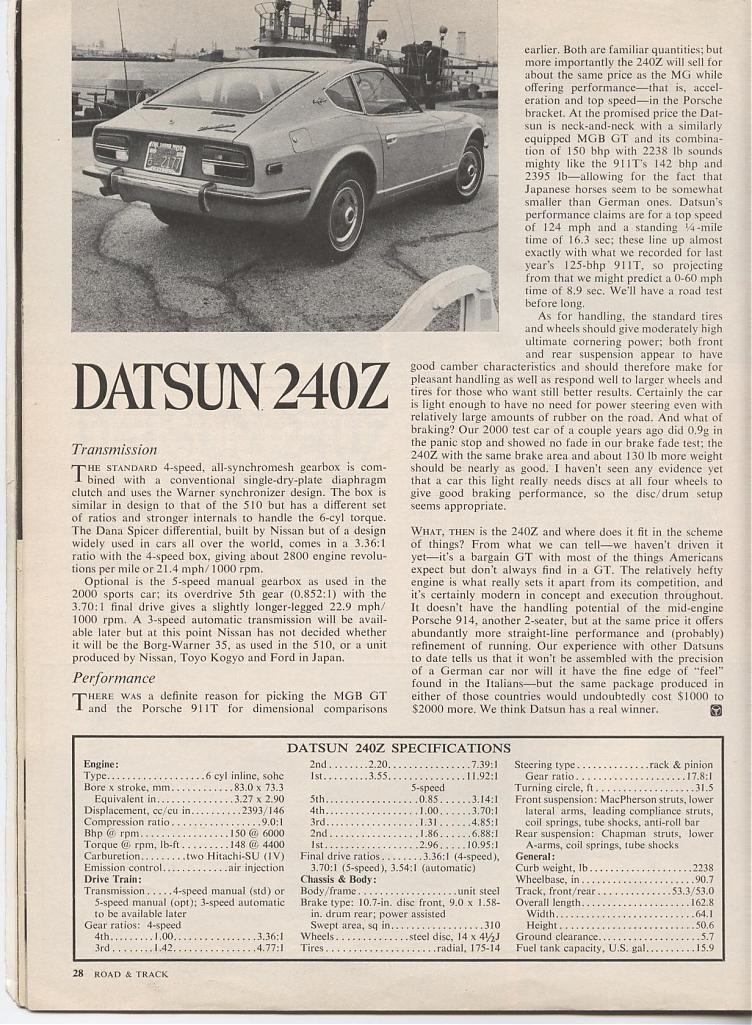 DATSUN 240Z
Transmission
THE STANDARD 4-speed, all-synchromesh gearbox is com-
bined with a conventional single-dry-plate diaphragm
clutch and uses the Warner synchronizer design. The box is
similar in design to that of the 510 but has a different set
of ratios and stronger internals to handle the 6-cyl torque.
The Dana Spicer differential, built by Nissan but of a design
widely used in cars all over the world, comes in a 3.36:1
ratio with the 4-speed box, giving about 2800 engine revolu-
tions per mile or 21.4 mph/1000 rpm.
Optional is the 5-speed manual gearbox as used in the
2000 sports car; its overdrive 5th gear (0.852:1) with the
3.70:1 final drive gives a slightly longer-legged 22.9 mph/
1000 rpm. A 3-speed automatic transmission will be avail-
able later but at this point Nissan has not decided whether
it will be the Borg-Warner 35, as used in the 510, or a unit
produced by Nissan, Toyo Kogyo and Ford in Japan.
Performance
THERE WAS a definite reason for picking the MGB GT
and the Porsche 911T for dimensional comparisons
earlier. Both are familiar quantities; but
more importantly the 240Z will sell for
about the same price as the MG while
offering performance—that is, accel-
eration and top speed—in the Porsche
bracket. At the promised price the Dat-
sun is neck-and-neck with a similarly
equipped MGB GT and its combina-
tion of 150 bhp with 2238 lb sounds
mighty like the 911T's 142 bhp and
2395 lb—allowing for the fact that
Japanese horses seem to be somewhat
smaller than German ones. Datsun's
performance claims are for a top speed
of 124 mph and a standing ¼-mile
time of 16.3 sec; these line up almost
exactly with what we recorded for last
year's 125-bhp 911T, so projecting
from that we might predict a 0-60 mph
time of 8.9 sec. We'll have a road test
before long.
As for handling, the standard tires
and wheels should give moderately high
ultimate cornering power; both front
and rear suspension appear to have
good camber characteristics and should therefore make for
pleasant handling as well as respond well to larger wheels and
tires for those who want still better results. Certainly the car
is light enough to have no need for power steering even with
relatively large amounts of rubber on the road. And what of
braking? Our 2000 test car of a couple years ago did 0.9g in
the panic stop and showed no fade in our brake fade test; the
240Z with the same brake area and about 130 lb more weight
should be nearly as good. I haven't seen any evidence yet
that a car this light really needs discs at all four wheels to
give good braking performance, so the disc/drum setup
seems appropriate.
WHAT, THEN is the 240Z and where does it fit in the scheme
of things? From what we can tell—we haven't driven it
yet—it's a bargain GT with most of the things Americans
expect but don't always find in a GT. The relatively hefty
engine is what really sets it apart from its competition, and
it's certainly modern in concept and execution throughout.
It doesn't have the handling potential of the mid-engine
Porsche 914, another 2-seater, but at the same price it offers
abundantly more straight-line performance and (probably)
refinement of running. Our experience with other Datsuns
to date tells us that it won't be assembled with the precision
of a German car nor will it have the fine edge of "feel"
found in the Italians—but the same package produced in
either of those countries would undoubtedly cost $1000 to
$2000 more. We think Datsun has a real winner.
DATSUN 240Z SPECIFICATIONS
Engine:
Type...................6 cyl inline, sohc
Bore x stroke, mm............83.0 x 73.3
Equivalent in...............3.27 x 2.90
Displacement, cc/cu in..........2393/146
Compression ratio.................9.0:1
Bhp @ rpm..................150 @ 6000
Torque @ rpm, lb-ft..........148 @ 4400
Carburetion.........two Hitachi-SU (1V)
Emission control............air injection
Drive Train:
Transmission.....4-speed manual (std) or
5-speed manual (opt); 3-speed automatic
to be available later
Gear ratios: 4-speed
4th........1.00................3.36:1
3rd........1.42................4.77:1
2nd........2.20................7.39:1
1st.........3.55...............11.92:1
5-speed
5th.....................0.85......3.14:1
4th.....................1.00......3.70:1
3rd.....................1.31......4.85:1
2nd.....................1.86......6.88:1
1st.....................2.96.....10.95:1
Final drive ratios.........3.36:1 (4-speed),
3.70:1 (5-speed), 3.54:1 (automatic)
Chassis & Body:
Body/frame...................unit steel
Brake type: 10.7-in. disc front, 9.0 x 1.58-
in. drum rear; power assisted
Swept area, sq in.................310
Wheels..............steel disc, 14 x 4½J
Tires.........................radial, 175-14
Steering type..............rack & pinion
Gear ratio.....................17.8:1
Turning circle, ft...................31.5
Front suspension: MacPherson struts, lower
lateral arms, leading compliance struts,
coil springs, tube shocks, anti-roll bar
Rear suspension: Chapman struts, lower
A-arms, coil springs, tube shocks
General:
Curb weight, lb....................2238
Wheelbase, in.......................90.7
Track, front/rear...............53.3/53.0
Overall length.....................162.8
Width............................64.1
Height...........................50.6
Ground clearance....................5.7
Fuel tank capacity, U.S. gal..........15.9
28 ROAD & TRACK